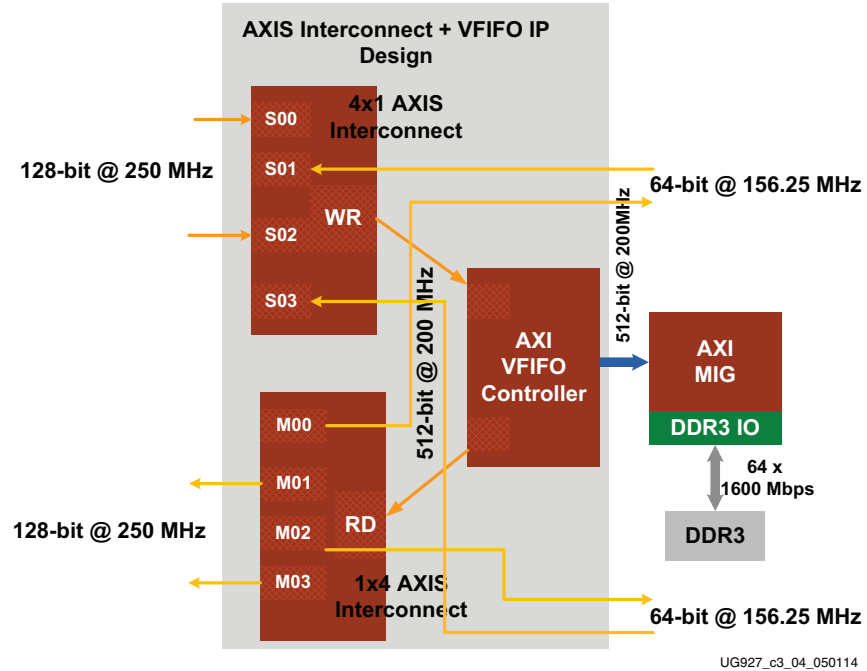 AXIS Interconnect + VFIFO IP
Design
4x1 AXIS
Interconnect
S00
S01
S02
S03
WR
128-bit @ 250 MHz
64-bit @ 156.25 MHz
512-bit @ 200 MHz
512-bit @ 200MHz
AXI
VFIFO
Controller
AXI
MIG
DDR3 IO
64 x
1600 Mbps
DDR3
M00
M01
M02
M03
RD
128-bit @ 250 MHz
1x4 AXIS
Interconnect
64-bit @ 156.25 MHz
UG927_c3_04_050114